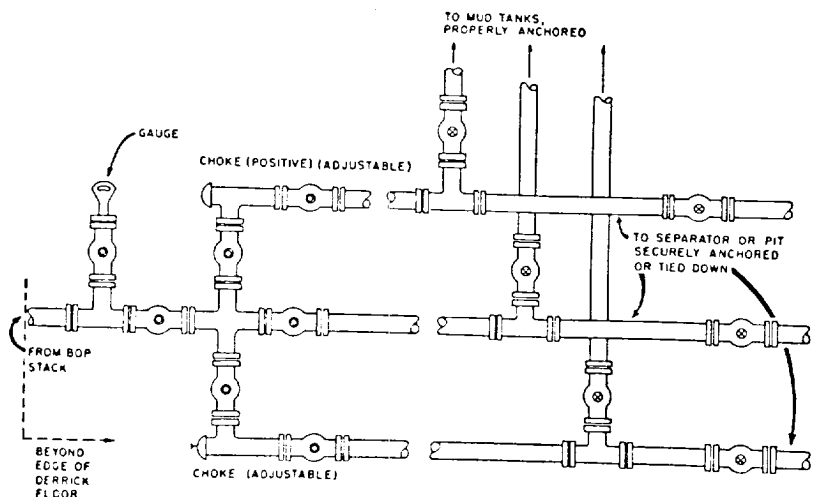 TO MUD TANKS,
PROPERLY ANCHORED
GAUGE
CHOKE (POSITIVE) (ADJUSTABLE)
TO SEPARATOR OR PIT
SECURELY ANCHORED
OR TIED DOWN
FROM BOP
STACK
BEYOND
EDGE OF
DERRICK
FLOOR
CHOKE (ADJUSTABLE)